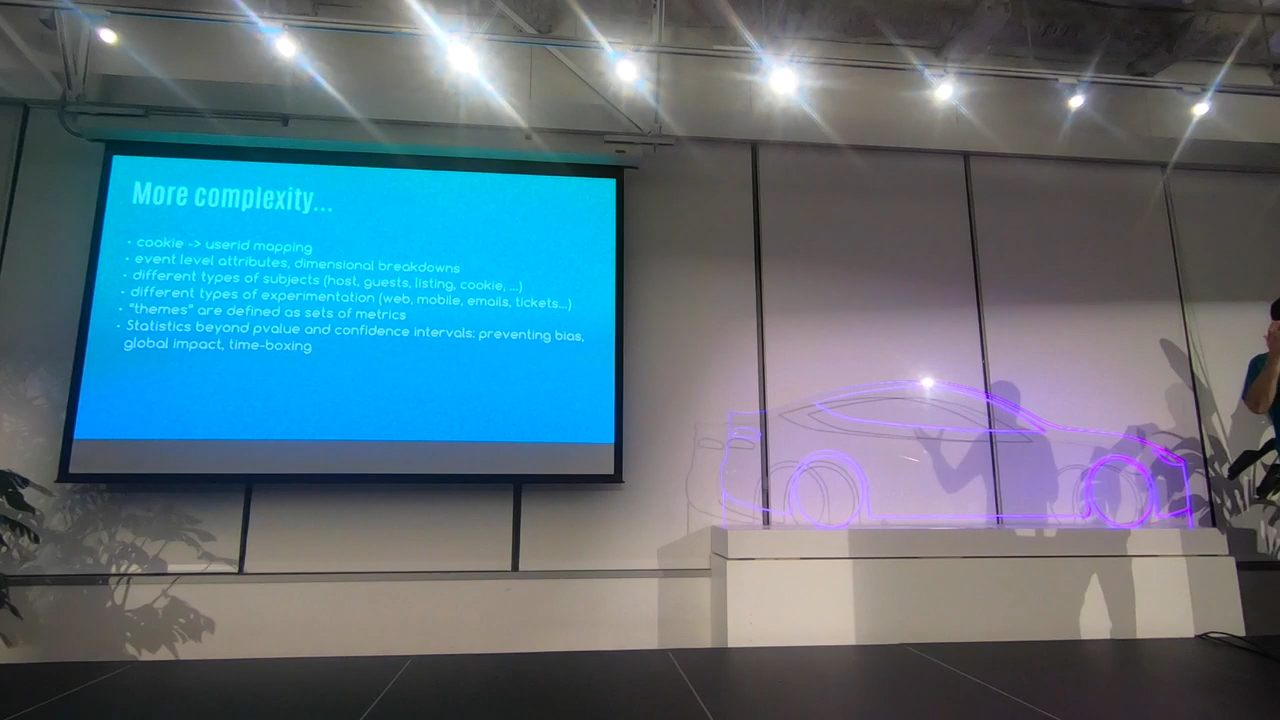 More complexity...
• cookie -> userid mapping
• event level attributes, dimensional breakdowns
• different types of subjects (host, guests, listing, cookie, ...)
• different types of experimentation (web, mobile, emails, tickets...)
• "themes" are defined as sets of metrics
• Statistics beyond pvalue and confidence intervals: preventing bias,
global impact, time-boxing